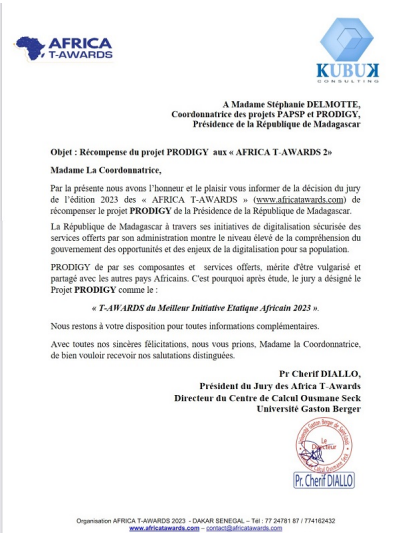 AFRICA
T-AWARDS
KUBUK
CONSULTING
A Madame Stéphanie DELMOTTE,
Coordonnatrice des projets PAPSP et PRODIGY,
Présidence de la République de Madagascar
Objet : Récompense du projet PRODIGY aux « AFRICA T-AWARDS 2»
Madame La Coordonnatrice,
Par la présente nous avons l'honneur et le plaisir vous informer de la décision du jury
de l'édition 2023 des « AFRICA T-AWARDS » (www.africatawards.com) de
récompenser le projet PRODIGY de la Présidence de la République de Madagascar.
La République de Madagascar à travers ses initiatives de digitalisation sécurisée des
services offerts par son administration montre le niveau élevé de la compréhension du
gouvernement des opportunités et des enjeux de la digitalisation pour sa population.
PRODIGY de par ses composantes et services offerts, mérite d'être vulgarisé et
partagé avec les autres pays Africains. C'est pourquoi après étude, le jury a désigné le
Projet PRODIGY comme le :
« T-AWARDS du Meilleur Initiative Etatique Africain 2023 ».
Nous restons à votre disposition pour toutes informations complémentaires.
Avec toutes nos sincères félicitations, nous vous prions, Madame la Coordonnatrice,
de bien vouloir recevoir nos salutations distinguées.
Pr Cherif DIALLO,
Président du Jury des Africa T-Awards
Directeur du Centre de Calcul Ousmane Seck
Université Gaston Berger
Le
Directeur
Pr. Cherif DIALLO
Organisation AFRICA T-AWARDS 2023 - DAKAR SENEGAL – Tél : 77 24781 87 / 774162432
www.africatawards.com – contact@africatawards.com